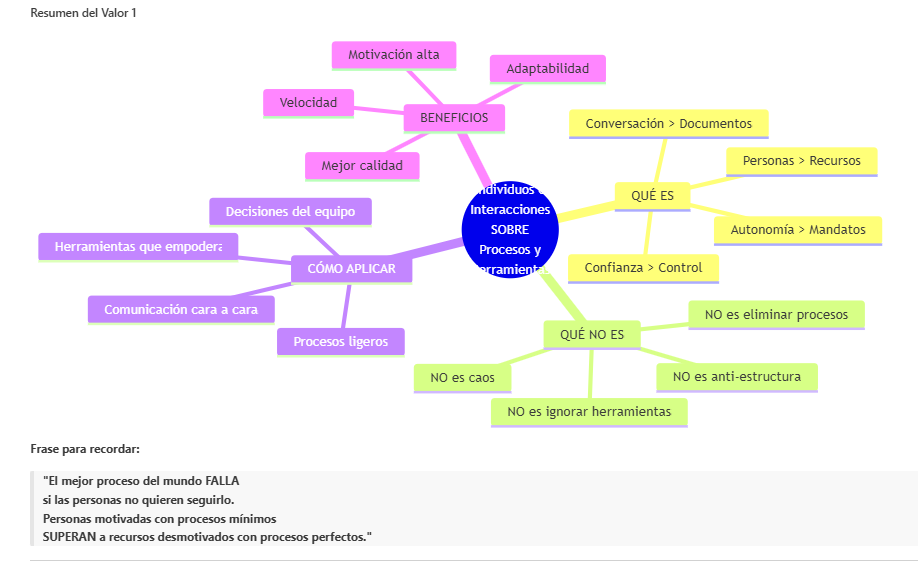 Resumen del Valor 1
Motivación alta
Adaptabilidad
Velocidad
BENEFICIOS
Mejor calidad
Conversación > Documentos
Personas > Recursos
QUÉ ES
Autonomía > Mandatos
Confianza > Control
Interacciones
SOBRE
Procesos y
Decisiones del equipo
Herramientas que empodera
CÓMO APLICAR
Comunicación cara a cara
Procesos ligeros
NO es eliminar procesos
QUÉ NO ES
NO es caos
NO es anti-estructura
NO es ignorar herramientas
Frase para recordar:
"El mejor proceso del mundo FALLA
si las personas no quieren seguirlo.
Personas motivadas con procesos mínimos
SUPERAN a recursos desmotivados con procesos perfectos."